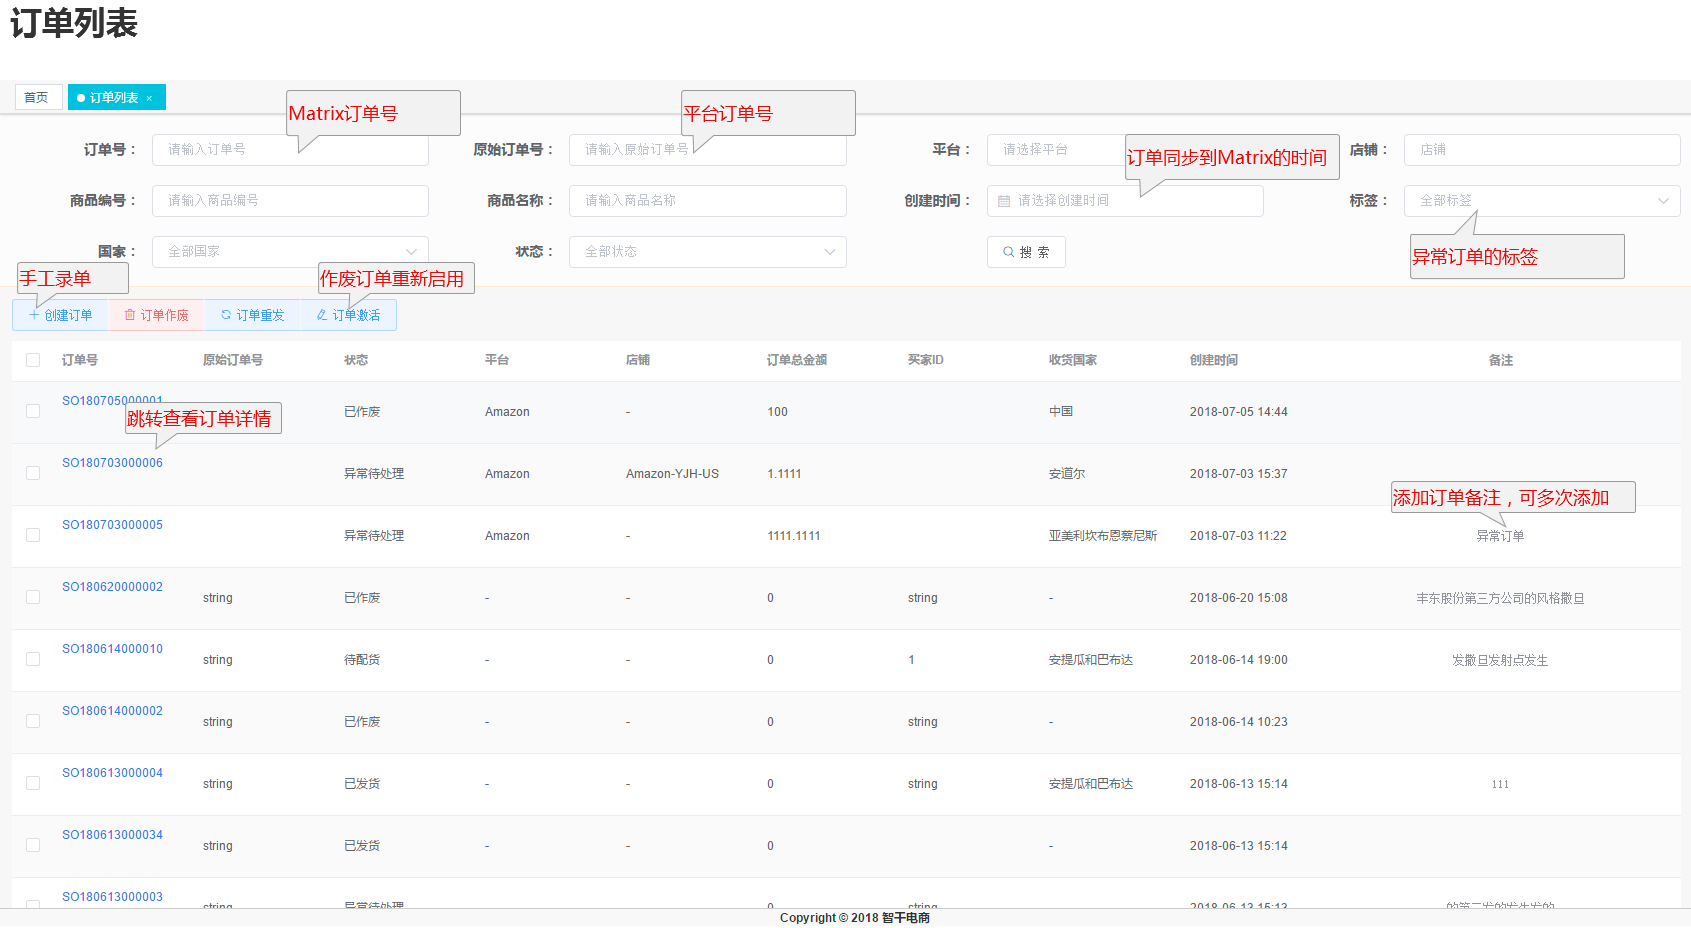 订单列表
首页 订单列表 ×
Matrix订单号 平台订单号
订单号： 请输入订单号 原始订单号： 请输入原始订单号 平台： 请选择平台 店铺： 店铺
订单同步到Matrix的时间
商品编号： 请输入商品编号 商品名称： 请输入商品名称 创建时间： 请选择创建时间 标签： 全部标签
国家： 全部国家 状态： 全部状态 搜 索 异常订单的标签
手工录单 作废订单重新启用
创建订单 订单作废 订单重发 订单激活
订单号 原始订单号 状态 平台 店铺 订单总金额 买家ID 收货国家 创建时间 备注
SO180705000001 已作废 Amazon - 100 中国 2018-07-05 14:44
跳转查看订单详情
SO180703000006 异常待处理 Amazon Amazon-YJH-US 1.1111 安道尔 2018-07-03 15:37
添加订单备注，可多次添加
SO180703000005 异常待处理 Amazon - 1111.1111 亚美利坎布恩蔡尼斯 2018-07-03 11:22 异常订单
SO180620000002 string 已作废 - - 0 string - 2018-06-20 15:08 丰东股份第三方公司的风格撒旦
SO180614000010 string 待配货 - - 0 1 安提瓜和巴布达 2018-06-14 19:00 发撒旦发射点发生
SO180614000002 string 已作废 - - 0 string - 2018-06-14 10:23
SO180613000004 string 已发货 - - 0 string 安提瓜和巴布达 2018-06-13 15:14 111
SO180613000034 string 已发货 - - 0 - 2018-06-13 15:14
SO180613000003 string 异常待处理 0 string 2018-06-13 15:13
Copyright © 2018 智干电商